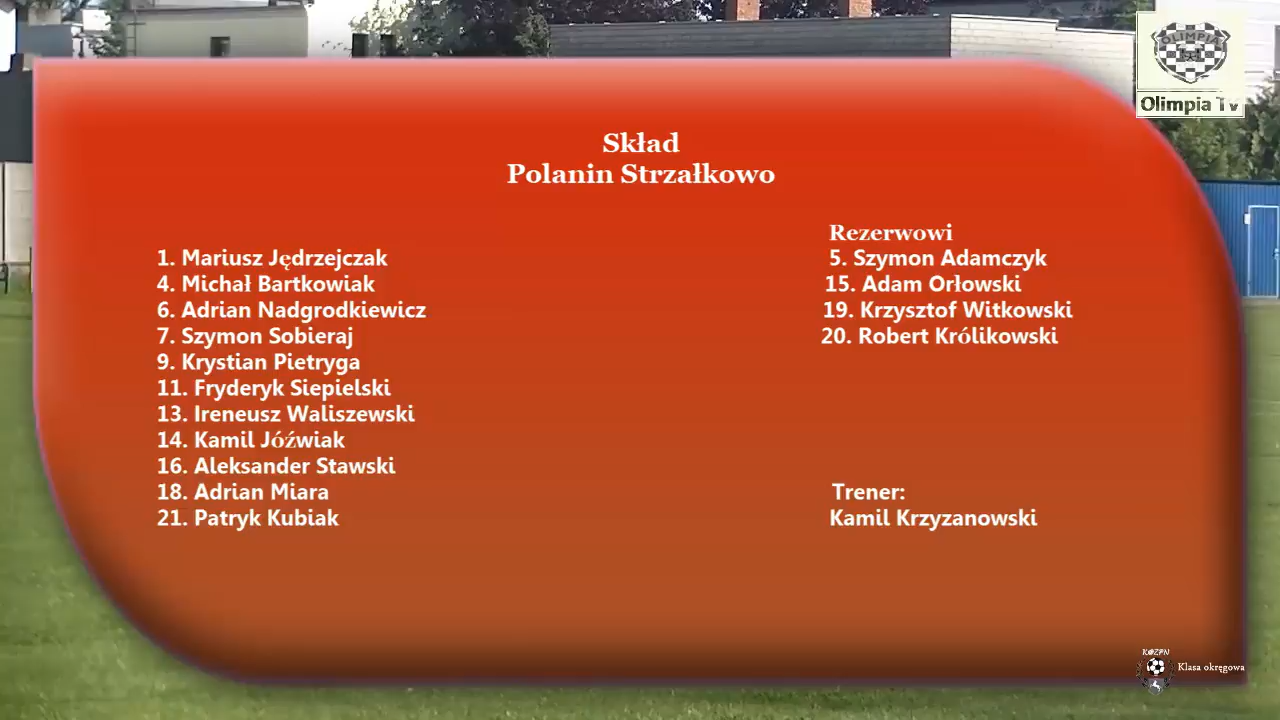 OLIMPIA
Olimpia Tv
Skład
Polanin Strzałkowo
1. Mariusz Jędrzejczak
4. Michał Bartkowiak
6. Adrian Nadgrodkiewicz
7. Szymon Sobieraj
9. Krystian Pietryga
11. Fryderyk Siepielski
13. Ireneusz Waliszewski
14. Kamil Jóźwiak
16. Aleksander Stawski
18. Adrian Miara
21. Patryk Kubiak
Rezerwowi
5. Szymon Adamczyk
15. Adam Orłowski
19. Krzysztof Witkowski
20. Robert Królikowski
Trener:
Kamil Krzyzanowski
KOZPN
Klasa okręgowa